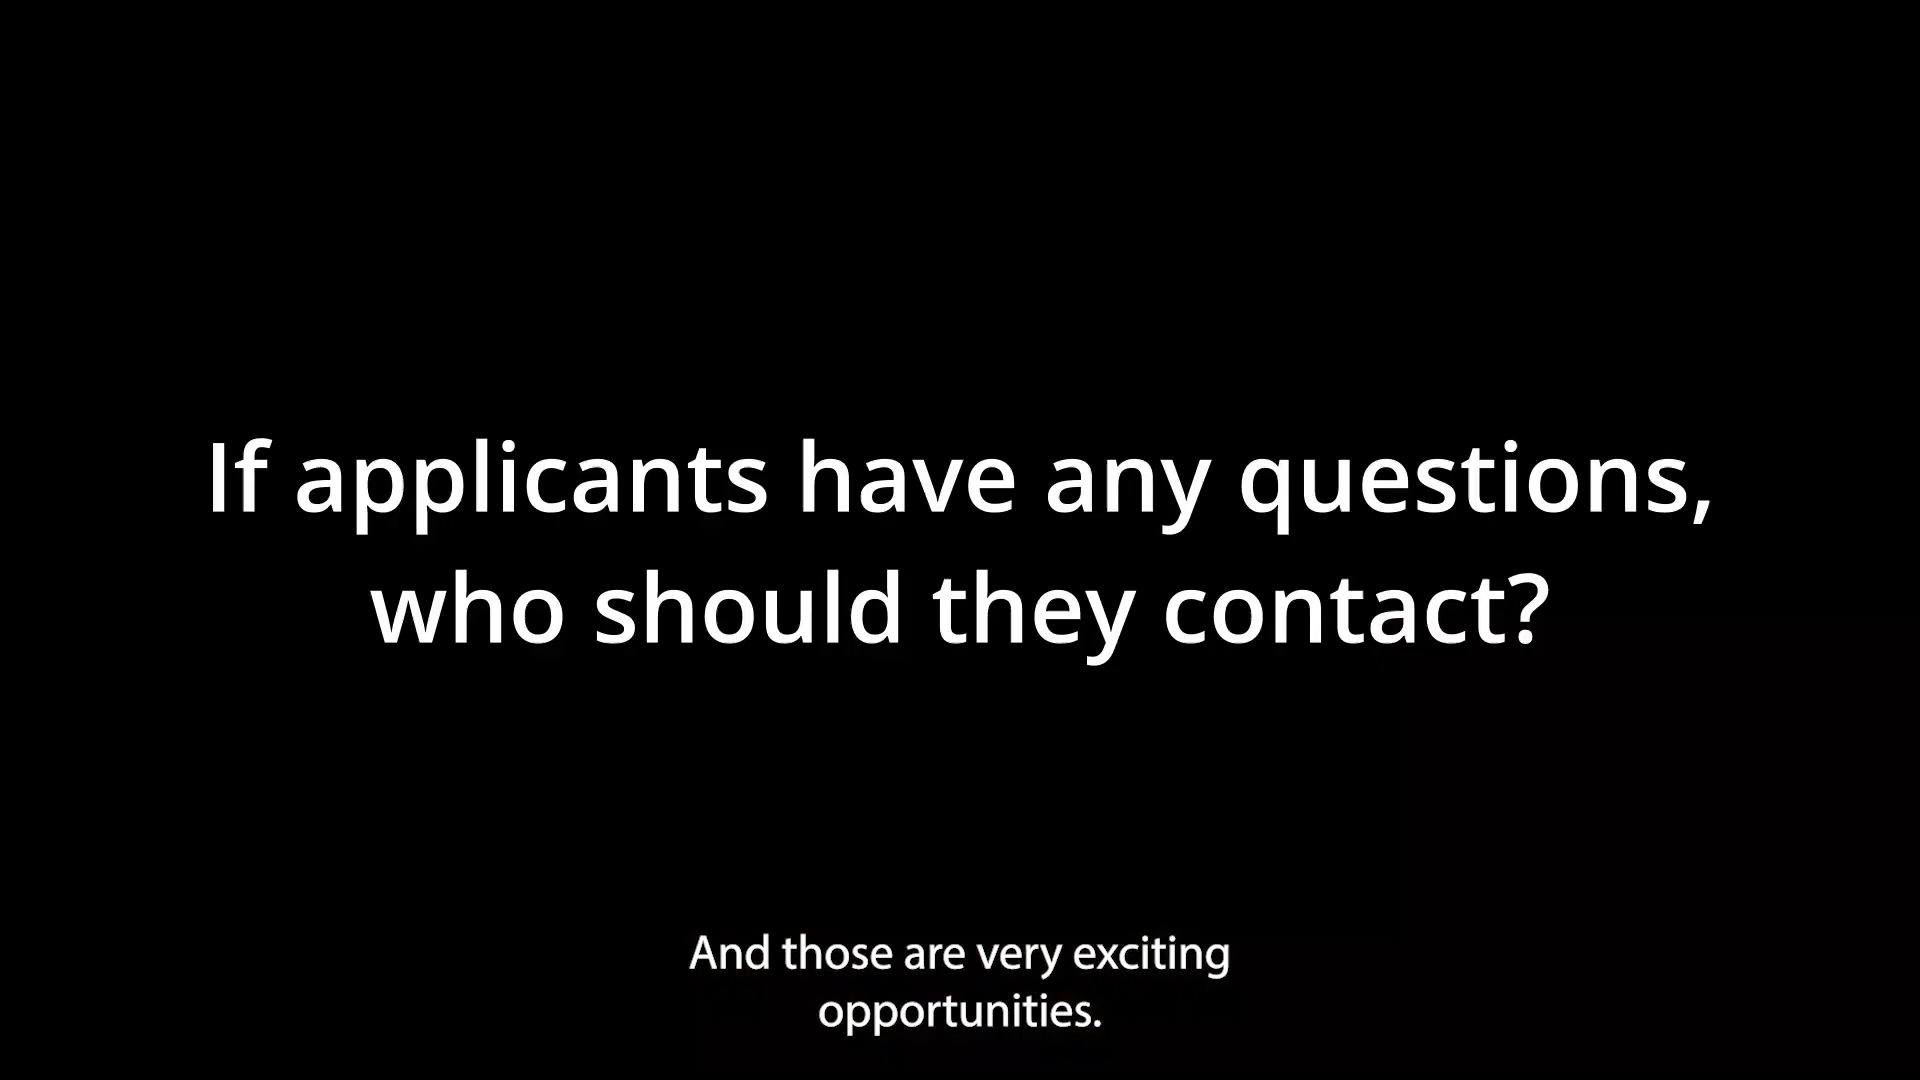 If applicants have any questions,
who should they contact?
And those are very exciting
opportunities.